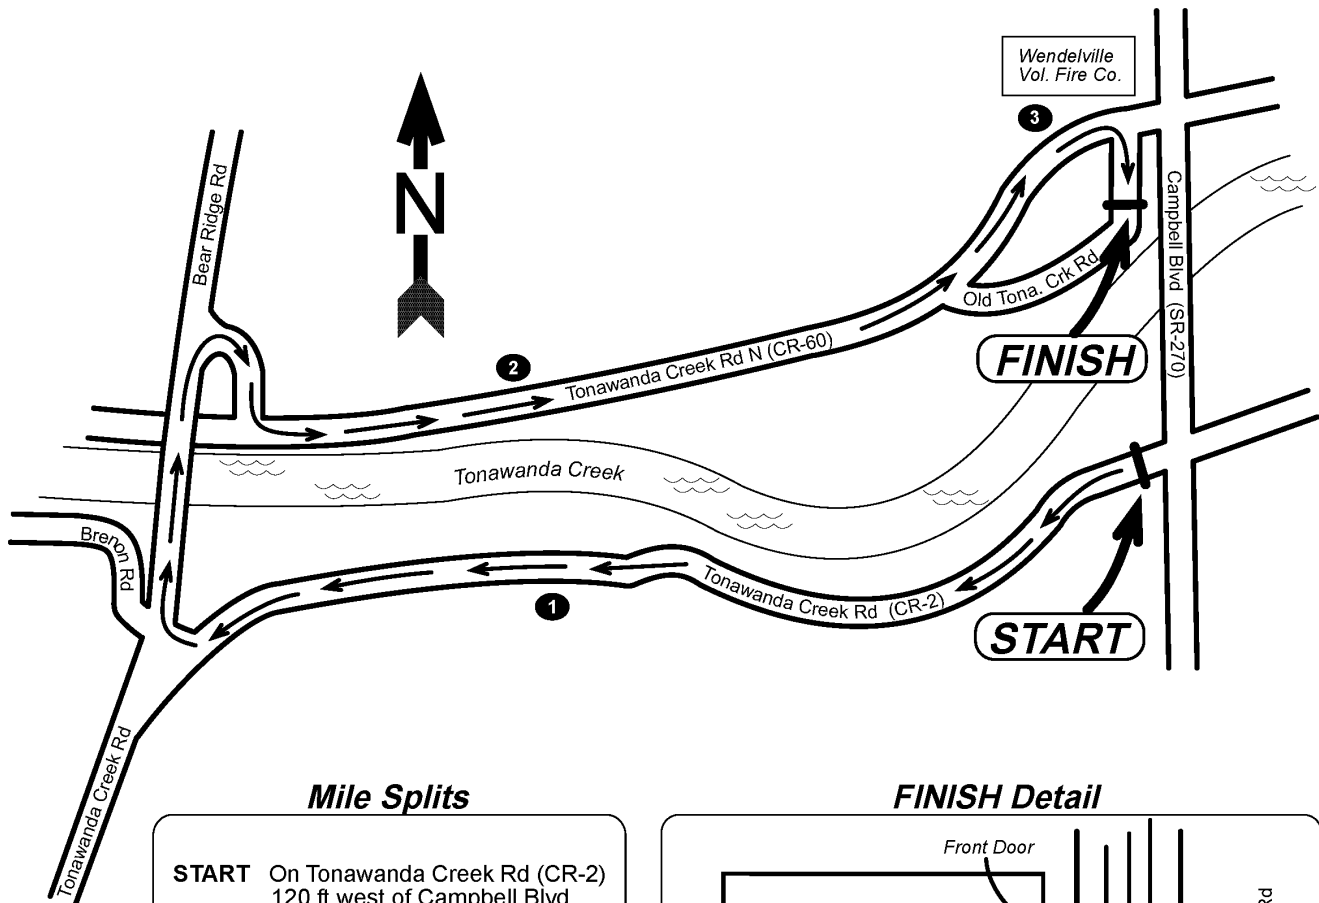 Wendelville
Vol. Fire Co.
3
N
Bear Ridge Rd
Campbell Blvd (SR-270)
Old Tona. Crk Rd
FINISH
2
Tonawanda Creek Rd N (CR-60)
Tonawanda Creek
Brenon Rd
Tonawanda Creek Rd (CR-2)
1
START
Tonawanda Creek Rd
Mile Splits
START On Tonawanda Creek Rd (CR-2)
120 ft west of Campbell Blvd
FINISH Detail
Front Door
Rd